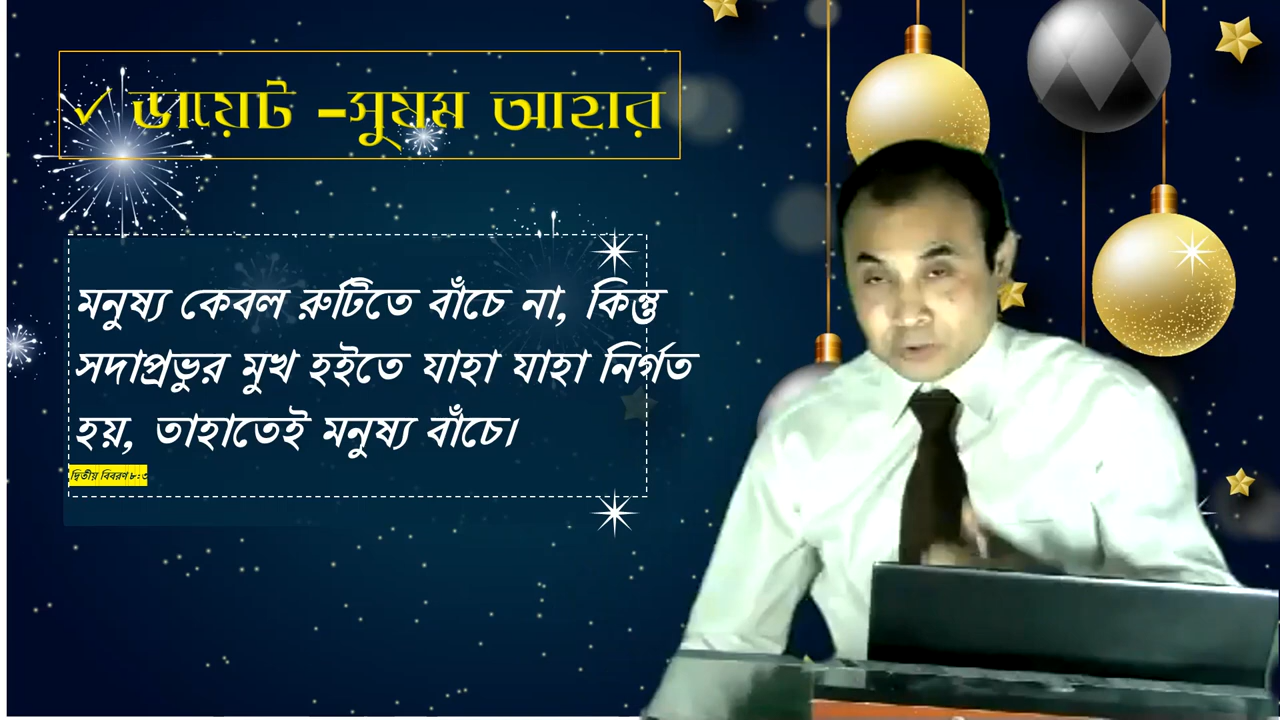 ✓ ডায়েট –সুষম আহার
মনুষ্য কেবল রুটিতে বাঁচে না, কিন্তু
সদাপ্রভুর মুখ হইতে যাহা যাহা নির্গত
হয়, তাহাতেই মনুষ্য বাঁচে।
দ্বিতীয় বিবরণ ৮:৩